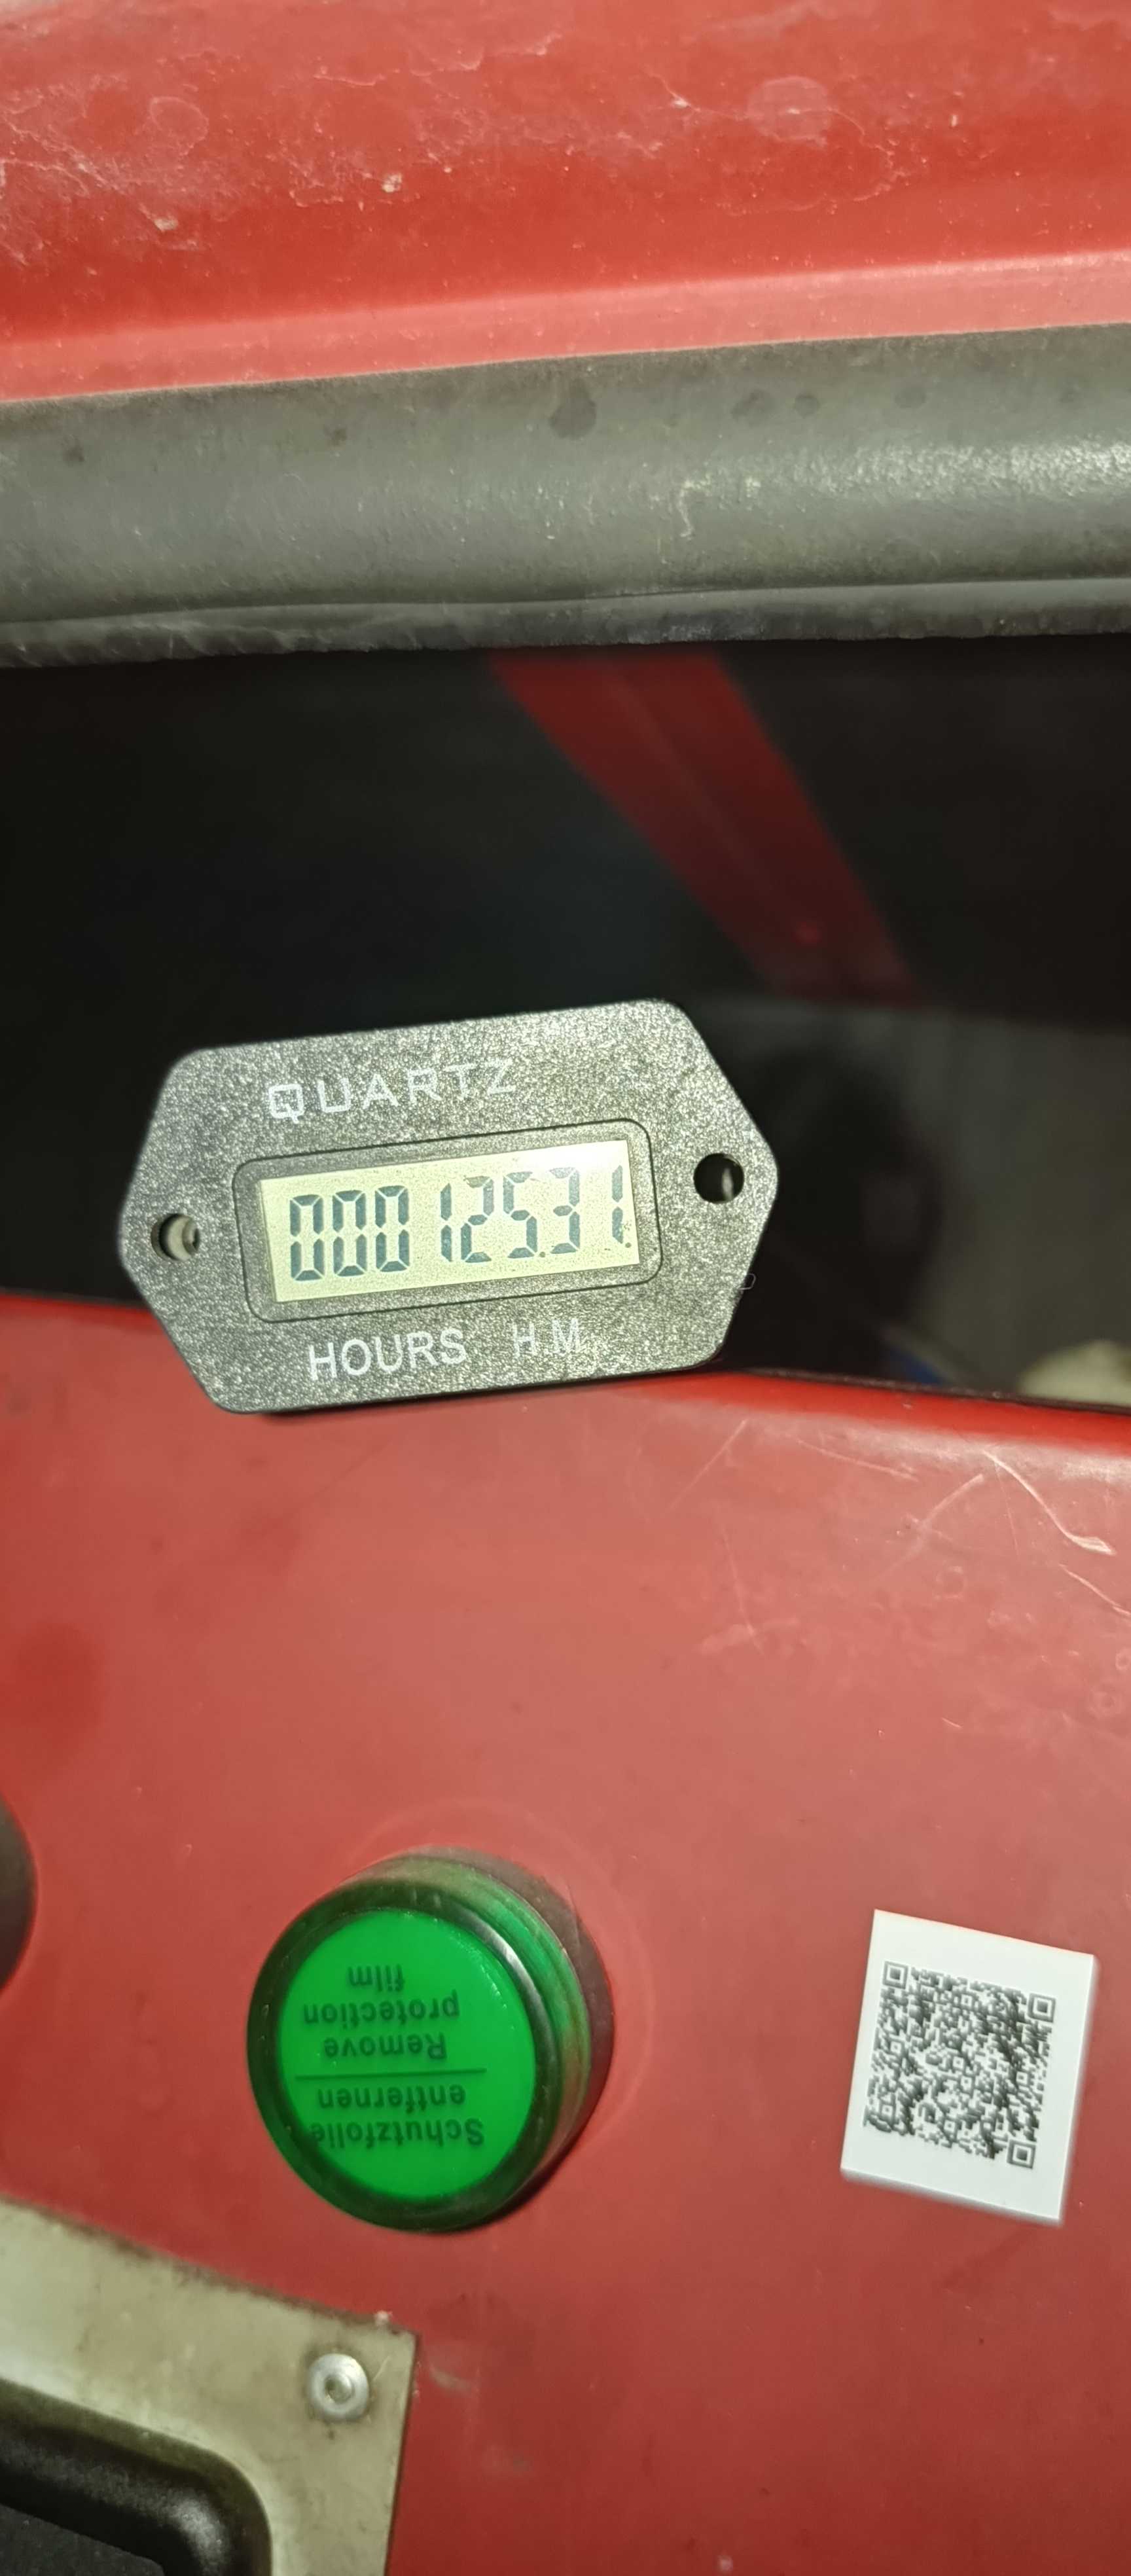 QUARTZ
000125.31.
HOURS H.M
Schutzfolie
entfernen
Remove
protection
film